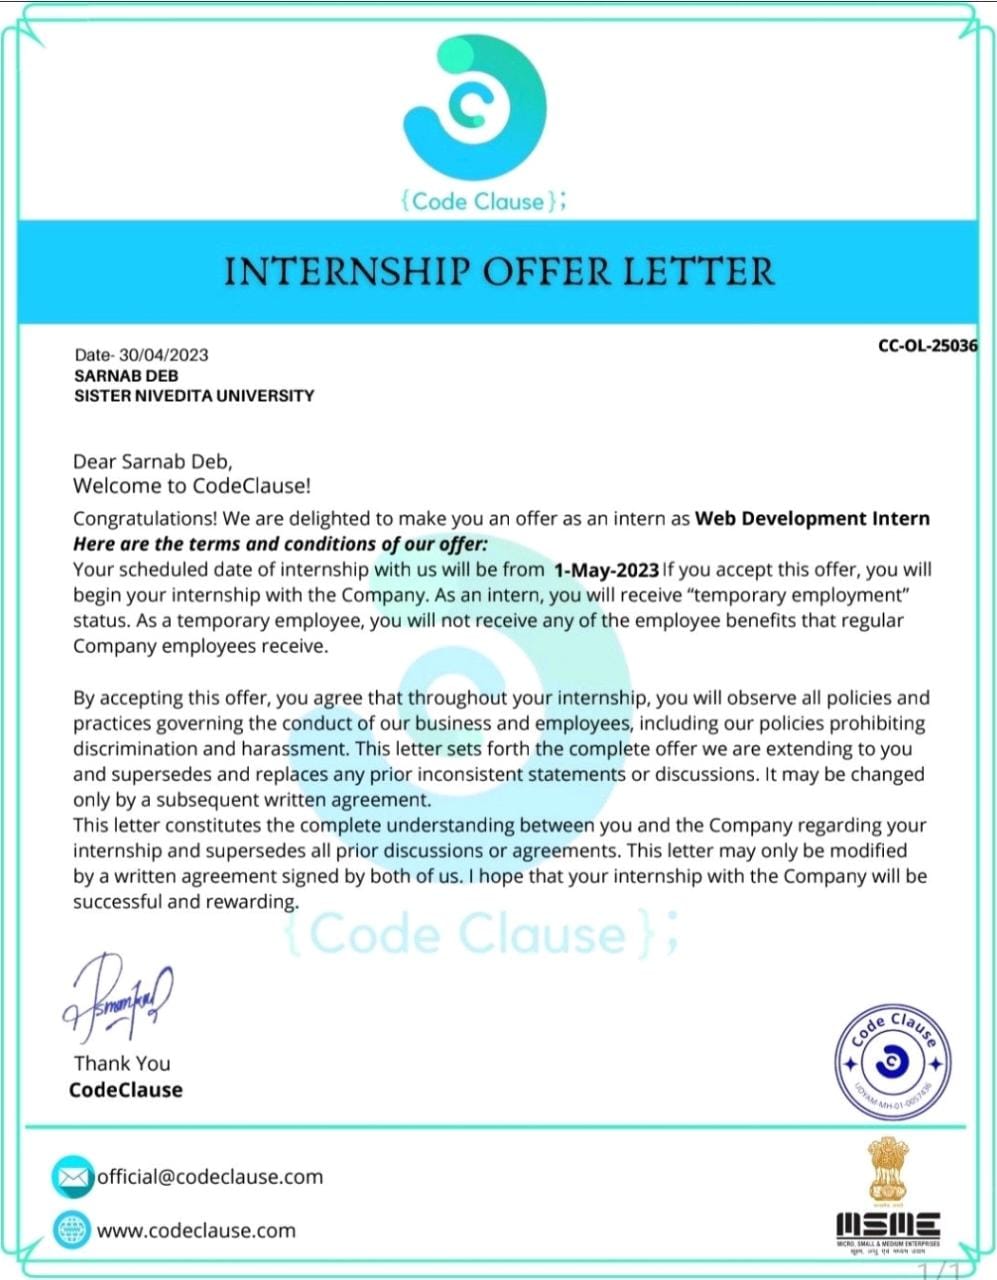 {Code Clause};
INTERNSHIP OFFER LETTER
CC-OL-25036
Date- 30/04/2023
SARNAB DEB
SISTER NIVEDITA UNIVERSITY
Dear Sarnab Deb,
Welcome to CodeClause!
Congratulations! We are delighted to make you an offer as an intern as Web Development Intern
Here are the terms and conditions of our offer:
Your scheduled date of internship with us will be from 1-May-2023 If you accept this offer, you will
begin your internship with the Company. As an intern, you will receive “temporary employment”
status. As a temporary employee, you will not receive any of the employee benefits that regular
Company employees receive.
By accepting this offer, you agree that throughout your internship, you will observe all policies and
practices governing the conduct of our business and employees, including our policies prohibiting
discrimination and harassment. This letter sets forth the complete offer we are extending to you
and supersedes and replaces any prior inconsistent statements or discussions. It may be changed
only by a subsequent written agreement.
This letter constitutes the complete understanding between you and the Company regarding your
internship and supersedes all prior discussions or agreements. This letter may only be modified
by a written agreement signed by both of us. I hope that your internship with the Company will be
successful and rewarding.
{Code Clause};
Thank You
CodeClause
Code Clause
UDYAM-MH-01-0057436
official@codeclause.com
www.codeclause.com
MSME
MICRO, SMALL & MEDIUM ENTERPRISES
सूक्ष्म, लघु एवं मध्यम उद्यम
1/1